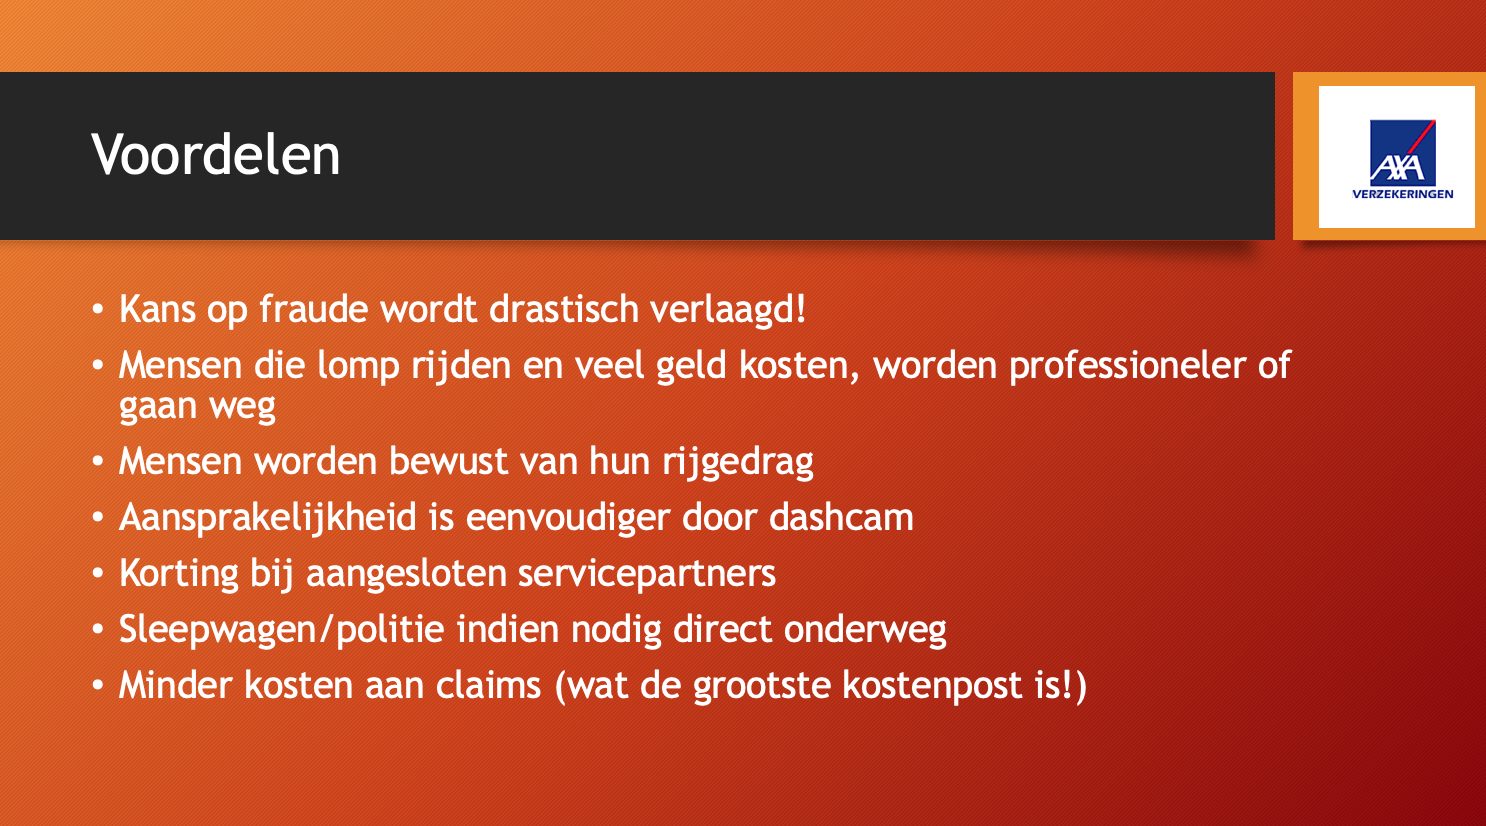 Voordelen
AXA
VERZEKERINGEN
• Kans op fraude wordt drastisch verlaagd!
• Mensen die lomp rijden en veel geld kosten, worden professioneler of
gaan weg
• Mensen worden bewust van hun rijgedrag
• Aansprakelijkheid is eenvoudiger door dashcam
• Korting bij aangesloten servicepartners
• Sleepwagen/politie indien nodig direct onderweg
• Minder kosten aan claims (wat de grootste kostenpost is!)